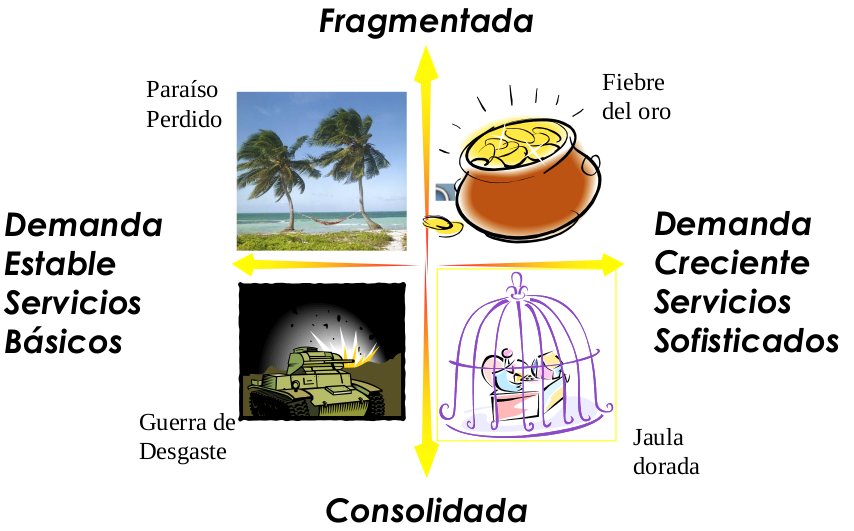 Fragmentada
Paraíso
Perdido
Fiebre
del oro
Demanda
Estable
Servicios
Básicos
Demanda
Creciente
Servicios
Sofisticados
Guerra de
Desgaste
Jaula
dorada
Consolidada